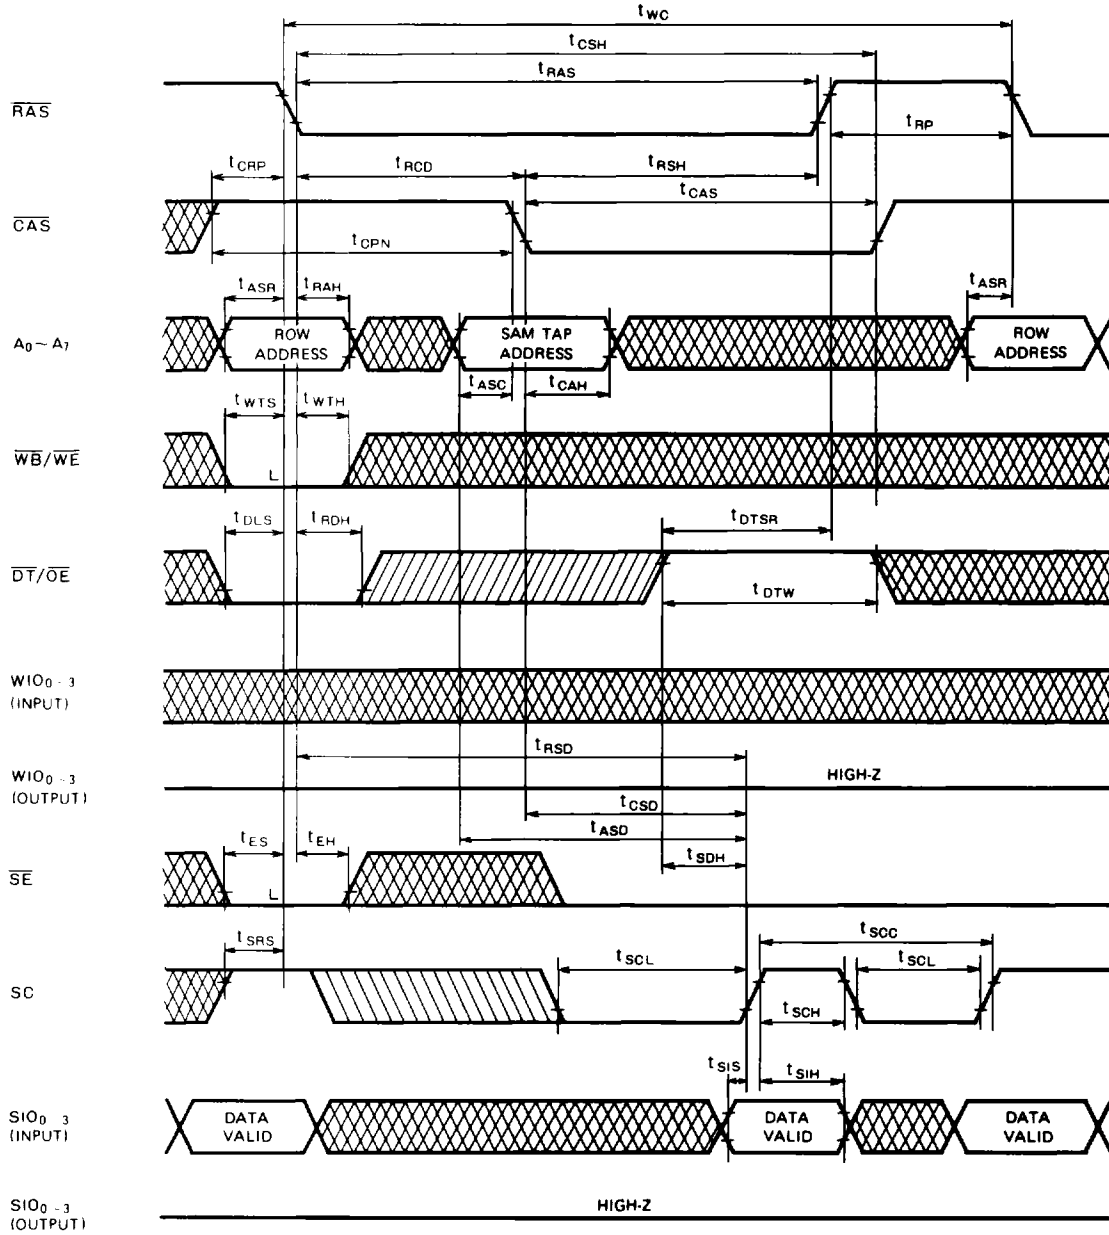 tWC
tCSH
tRAS
RAS
tRP
tCRP
tRCD
tRSH
tCAS
CAS
tCPN
tASR
tRAH
tASR
A0 ~ A7
ROW ADDRESS
SAM TAP ADDRESS
ROW ADDRESS
tASC
tCAH
tWTS
tWTH
WB/WE
L
tDLS
tRDH
tDTSR
DT/OE
tDTW
WIO0-3
(INPUT)
tRSD
WIO0-3
(OUTPUT)
HIGH-Z
tCSD
tASD
tES
tEH
tSDH
SE
L
tSRS
tSCC
tSCL
tSCL
SC
tSCH
tSIS
tSIH
SIO0-3
(INPUT)
DATA VALID
DATA VALID
DATA VALID
SIO0-3
(OUTPUT)
HIGH-Z